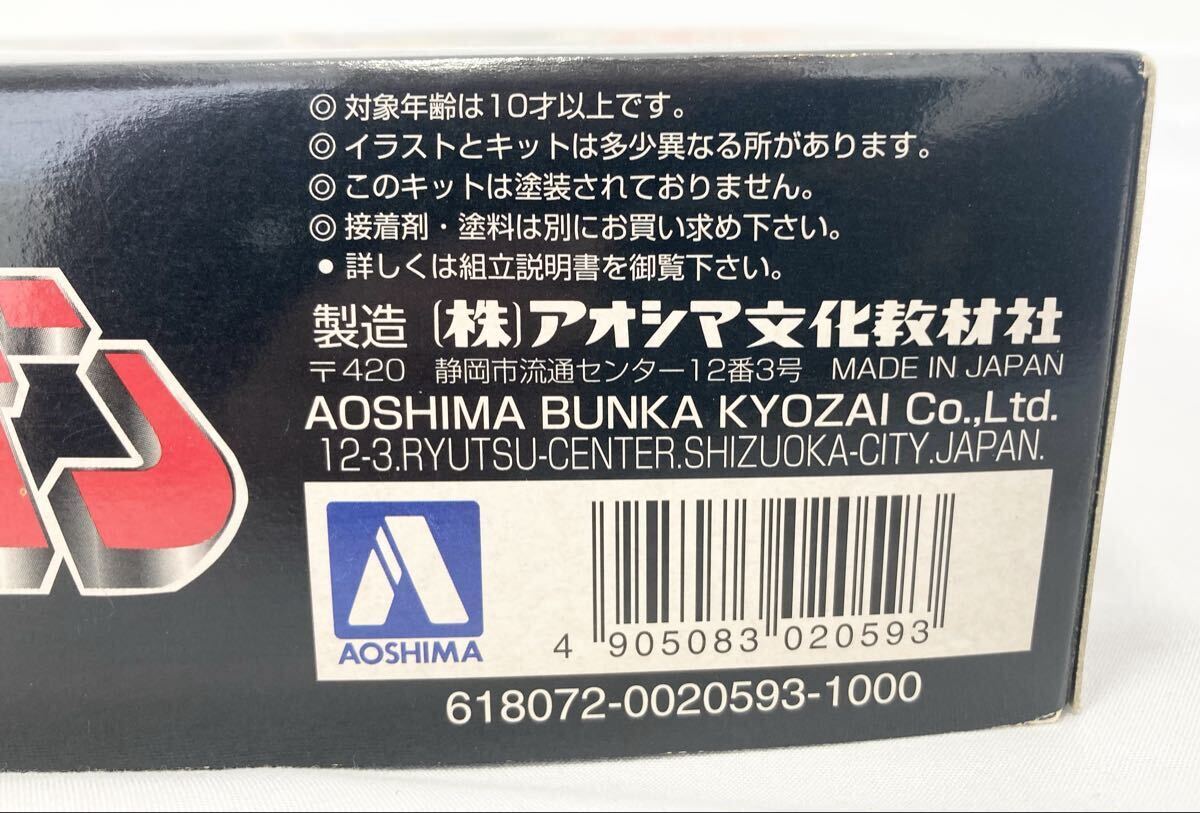 ◎対象年齢は10才以上です。
◎イラストとキットは多少異なる所があります。
◎このキットは塗装されておりません。
◎接着剤・塗料は別にお買い求め下さい。
•詳しくは組立説明書を御覧下さい。
製造 (株)アオシマ文化教材社
〒420 静岡市流通センター12番3号 MADE IN JAPAN
AOSHIMA BUNKA KYOZAI Co.,Ltd.
12-3.RYUTSU-CENTER.SHIZUOKA-CITY.JAPAN.
AOSHIMA
4 905083 020593
618072-0020593-1000